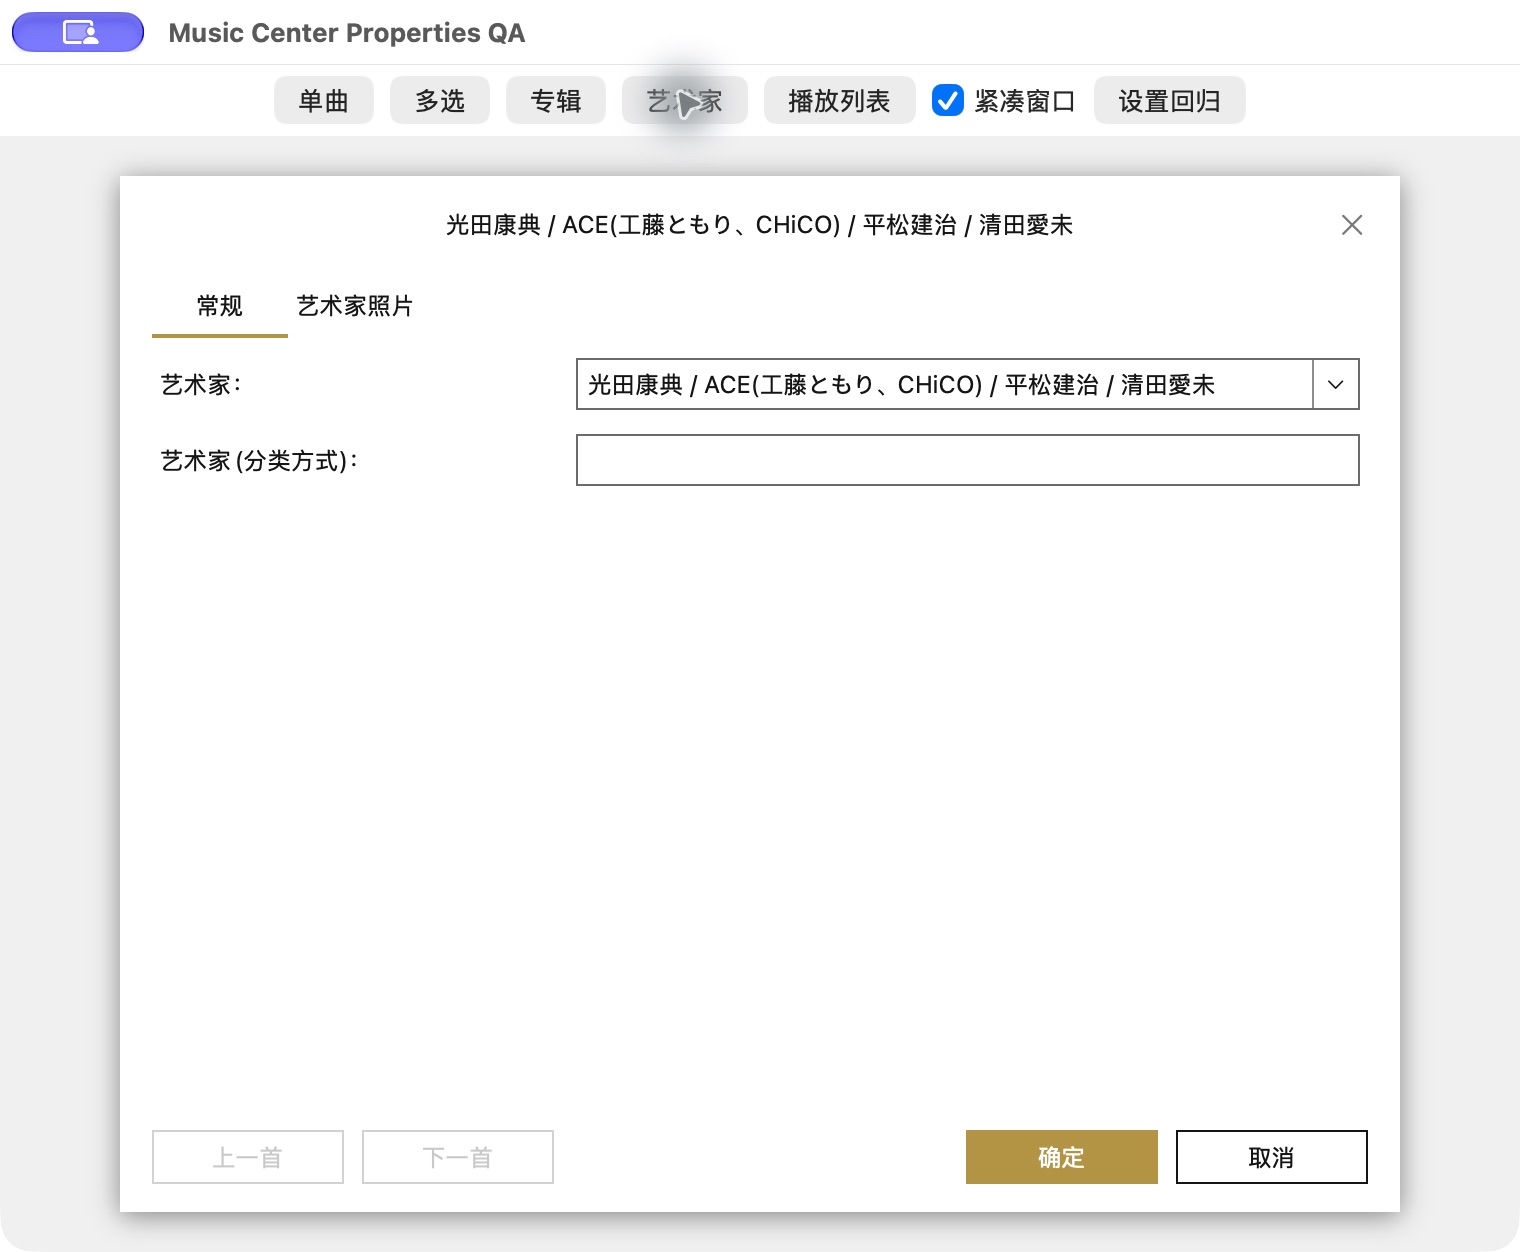 Music Center Properties QA
单曲 多选 专辑 艺术家 播放列表 紧凑窗口 设置回归
光田康典 / ACE(工藤ともり、CHiCO) / 平松建治 / 清田愛未
常规 艺术家照片
艺术家: 光田康典 / ACE(工藤ともり、CHiCO) / 平松建治 / 清田愛未
艺术家(分类方式):
上一首 下一首 确定 取消